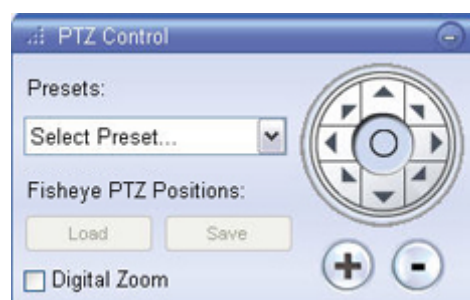 PTZ Control
Presets:
Select Preset...
Fisheye PTZ Positions:
Load Save
Digital Zoom